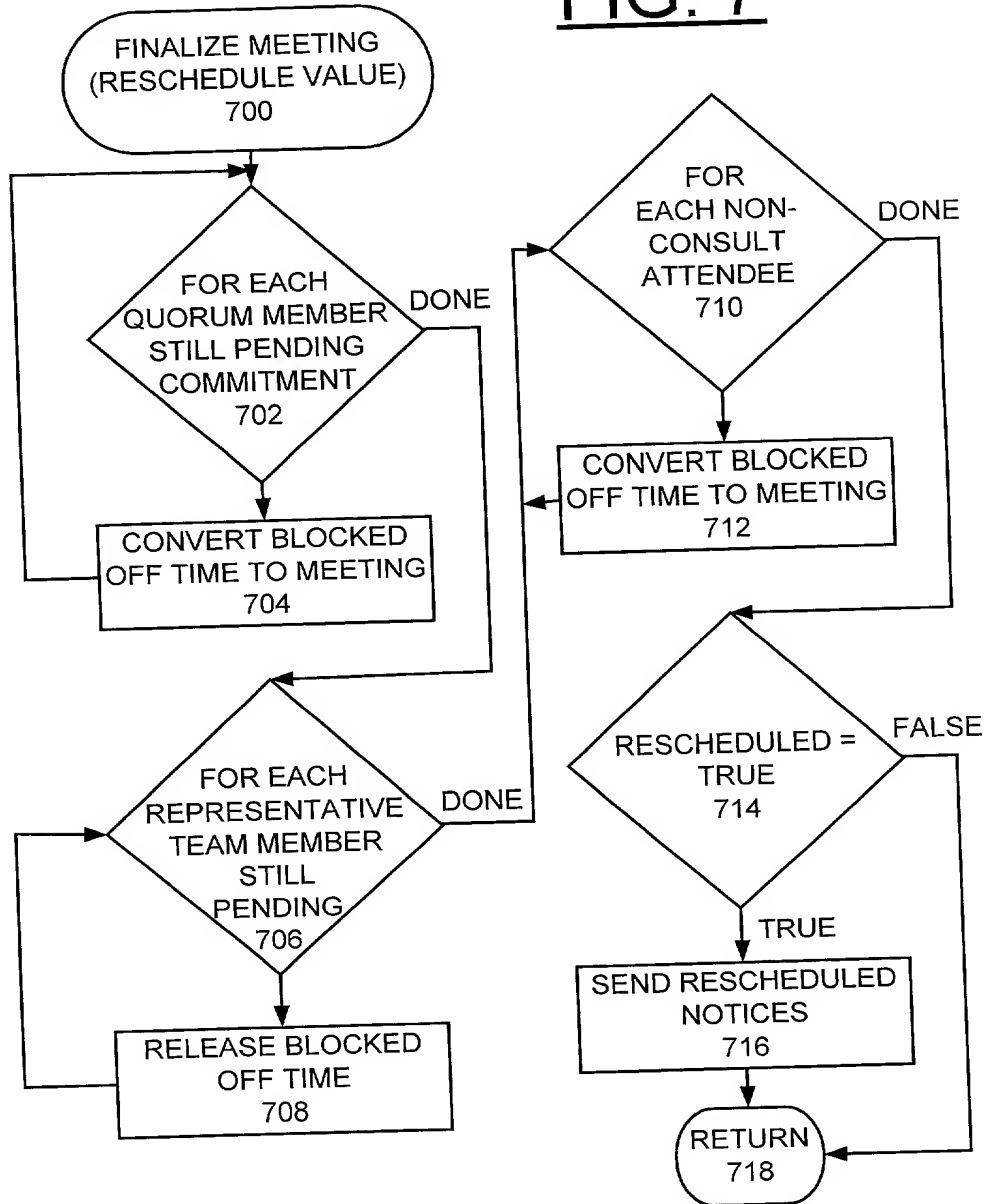 FIG. 7
FINALIZE MEETING
(RESCHEDULE VALUE)
700
FOR EACH
QUORUM MEMBER
STILL PENDING
COMMITMENT
702
DONE
CONVERT BLOCKED
OFF TIME TO MEETING
704
FOR EACH
REPRESENTATIVE
TEAM MEMBER
STILL
PENDING
706
DONE
RELEASE BLOCKED
OFF TIME
708
FOR
EACH NON-
CONSULT
ATTENDEE
710
DONE
CONVERT BLOCKED
OFF TIME TO MEETING
712
RESCHEDULED =
TRUE
714
FALSE
TRUE
SEND RESCHEDULED
NOTICES
716
RETURN
718